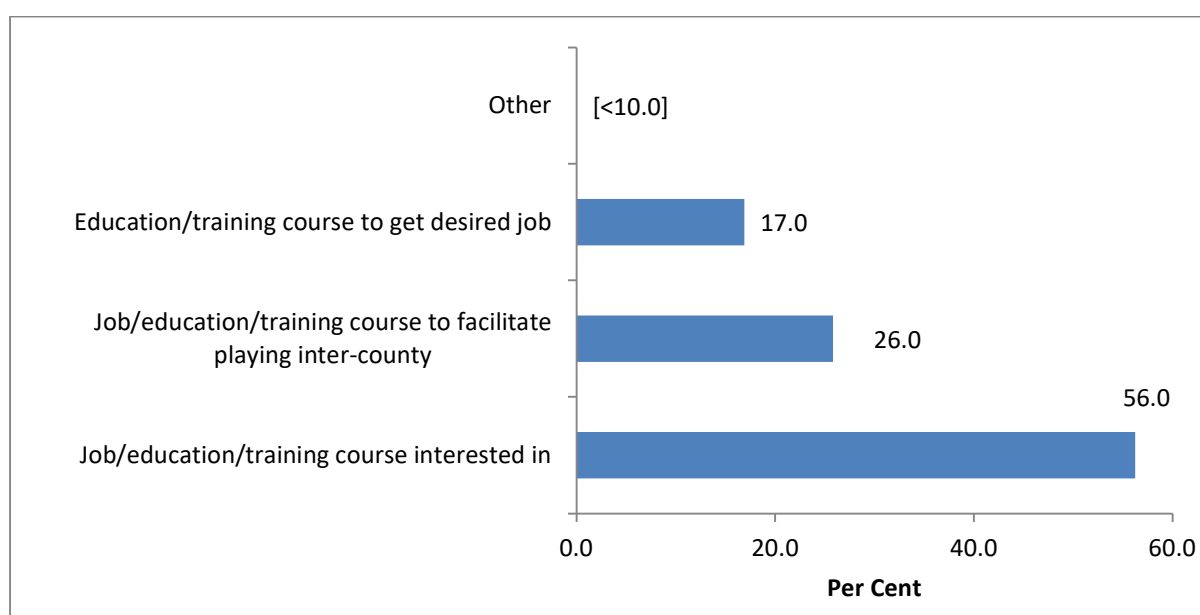 Other
[<10.0]
Education/training course to get desired job
17.0
Job/education/training course to facilitate
playing inter-county
26.0
56.0
Job/education/training course interested in
0.0
20.0
40.0
60.0
Per Cent